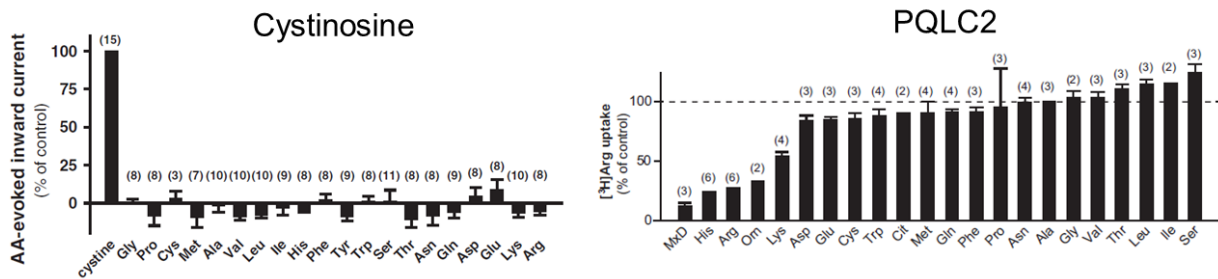 Cystinosine
AA-evoked inward current
(% of control)
100
75
50
25
0
(15)
(8)
(8)
(3)
(7)
(10)
(10)
(10)
(9)
(8)
(8)
(9)
(8)
(11)
(8)
(8)
(9)
(8)
(8)
(10)
(8)
cystine
Gly
Pro
Cys
Met
Ala
Val
Leu
Ile
His
Phe
Tyr
Trp
Ser
Thr
Asn
Gln
Asp
Glu
Lys
Arg
PQLC2
[³H]Arg uptake
(% of control)
100
50
0
(3)
(6)
(6)
(2)
(4)
(3)
(3)
(3)
(4)
(2)
(4)
(4)
(3)
(3)
(4)
(3)
(2)
(3)
(3)
(3)
(2)
(3)
MxD
His
Arg
Orn
Lys
Asp
Glu
Cys
Trp
Cit
Met
Gln
Phe
Pro
Asn
Ala
Gly
Val
Thr
Leu
Ile
Ser